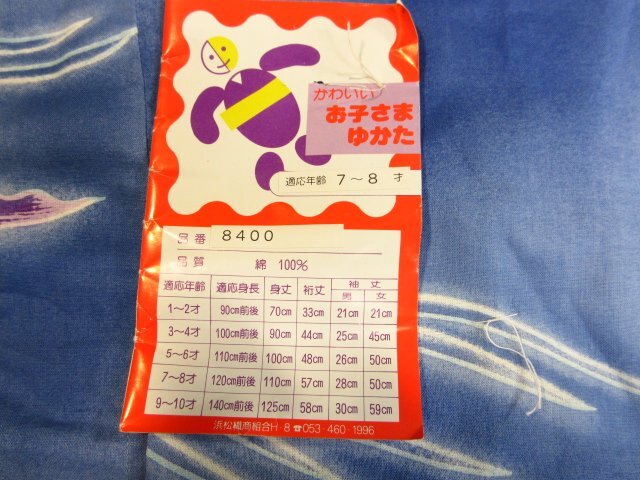 かわいい
お子さま
ゆかた
適応年齢 7～8 才
品番 8400
品質 綿 100%
適応年齢 適応身長 身丈 裄丈 袖丈
男 女
1～2才 90cm前後 70cm 33cm 21cm 21cm
3～4才 100cm前後 90cm 44cm 25cm 45cm
5～6才 110cm前後 100cm 48cm 26cm 50cm
7～8才 120cm前後 110cm 57cm 28cm 50cm
9～10才 140cm前後 125cm 58cm 30cm 59cm
浜松織商組合H・8 ☎053-460-1996